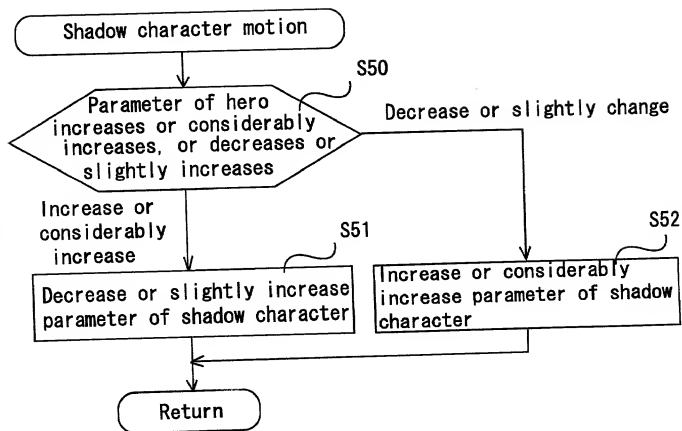 Shadow character motion
S50
Parameter of hero
increases or considerably
increases, or decreases or
slightly increases
Decrease or slightly change
Increase or
considerably
increase
S51
S52
Decrease or slightly increase
parameter of shadow character
Increase or considerably
increase parameter of shadow
character
Return